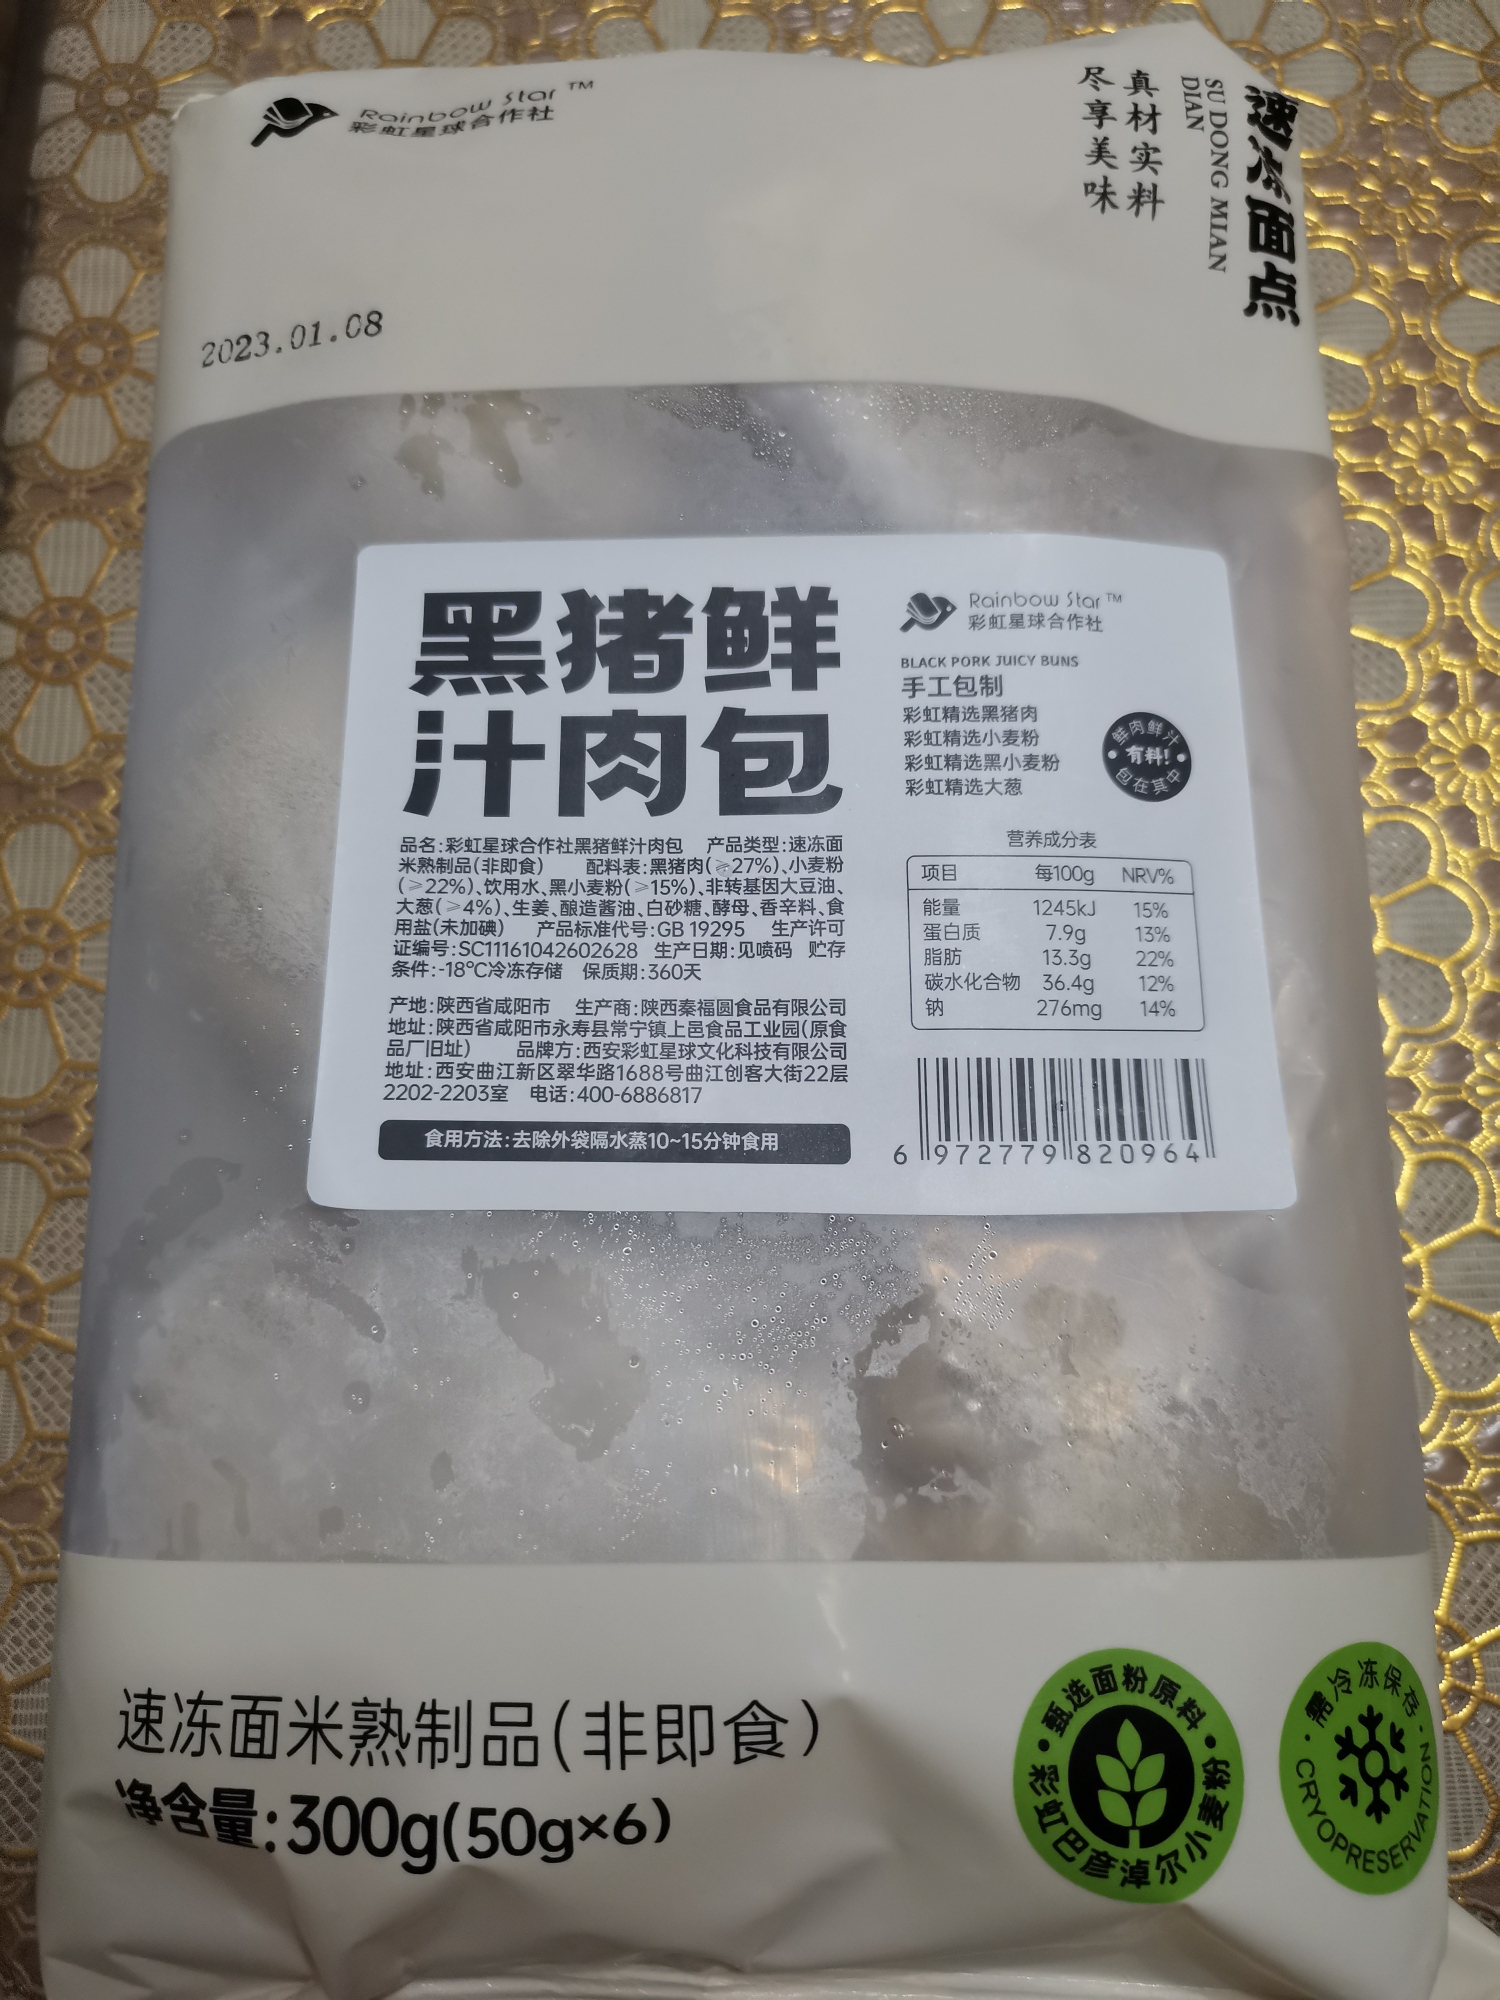 Rainbow Star™
彩虹星球合作社
速冻面点
SU DONG MIAN
DIAN
真材实料
尽享美味
2023.01.08
黑猪鲜
汁肉包
品名:彩虹星球合作社黑猪鲜汁肉包 产品类型:速冻面
米熟制品(非即食) 配料表:黑猪肉(≥27%)、小麦粉
(≥22%)、饮用水、黑小麦粉(≥15%)、非转基因大豆油、
大葱(≥4%)、生姜、酿造酱油、白砂糖、酵母、香辛料、食
用盐(未加碘) 产品标准代号:GB 19295 生产许可
证编号:SC11161042602628 生产日期:见喷码 贮存
条件:-18℃冷冻存储 保质期:360天
产地:陕西省咸阳市 生产商:陕西秦福圆食品有限公司
地址:陕西省咸阳市永寿县常宁镇上邑食品工业园(原食
品厂旧址) 品牌方:西安彩虹星球文化科技有限公司
地址:西安曲江新区翠华路1688号曲江创客大街22层
2202-2203室 电话:400-6886817
食用方法:去除外袋隔水蒸10~15分钟食用
Rainbow Star™
彩虹星球合作社
BLACK PORK JUICY BUNS
手工包制
彩虹精选黑猪肉
彩虹精选小麦粉
彩虹精选黑小麦粉
彩虹精选大葱
鲜肉鲜汁
有料!
包在其中
营养成分表
项目 每100g NRV%
能量 1245kJ 15%
蛋白质 7.9g 13%
脂肪 13.3g 22%
碳水化合物 36.4g 12%
钠 276mg 14%
6 972779 820964
速冻面米熟制品(非即食)
净含量:300g(50g×6)
甄选面粉原料
添加巴彦淖尔小麦粉
需冷冻保存
CRYOPRESERVATION